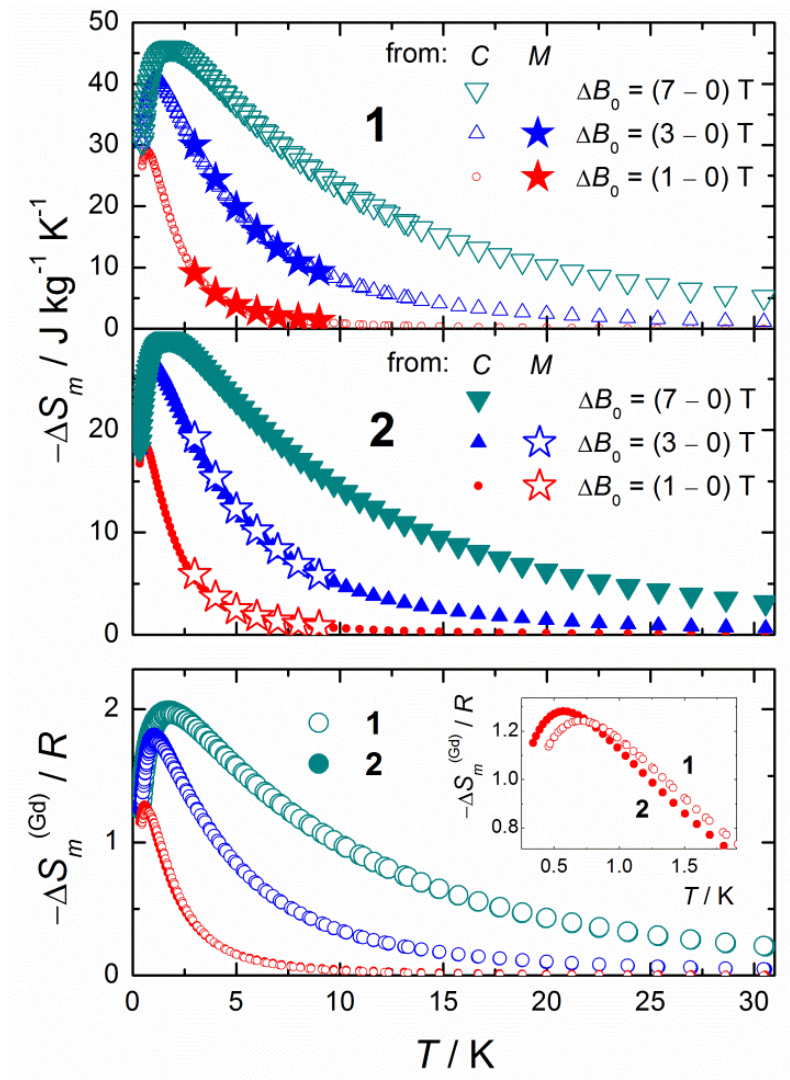 50
40
30
20
10
0
from: C M
ΔB₀ = (7 – 0) T
1
ΔB₀ = (3 – 0) T
ΔB₀ = (1 – 0) T
−ΔSₘ / J kg⁻¹ K⁻¹
from: C M
ΔB₀ = (7 – 0) T
2
ΔB₀ = (3 – 0) T
ΔB₀ = (1 – 0) T
20
10
0
−ΔSₘ⁽ᴳᵈ⁾ / R
2
1
0
1
2
−ΔSₘ⁽ᴳᵈ⁾ / R
1.2
1.0
0.8
1
2
0.5 1.0 1.5
T / K
0 5 10 15 20 25 30
T / K